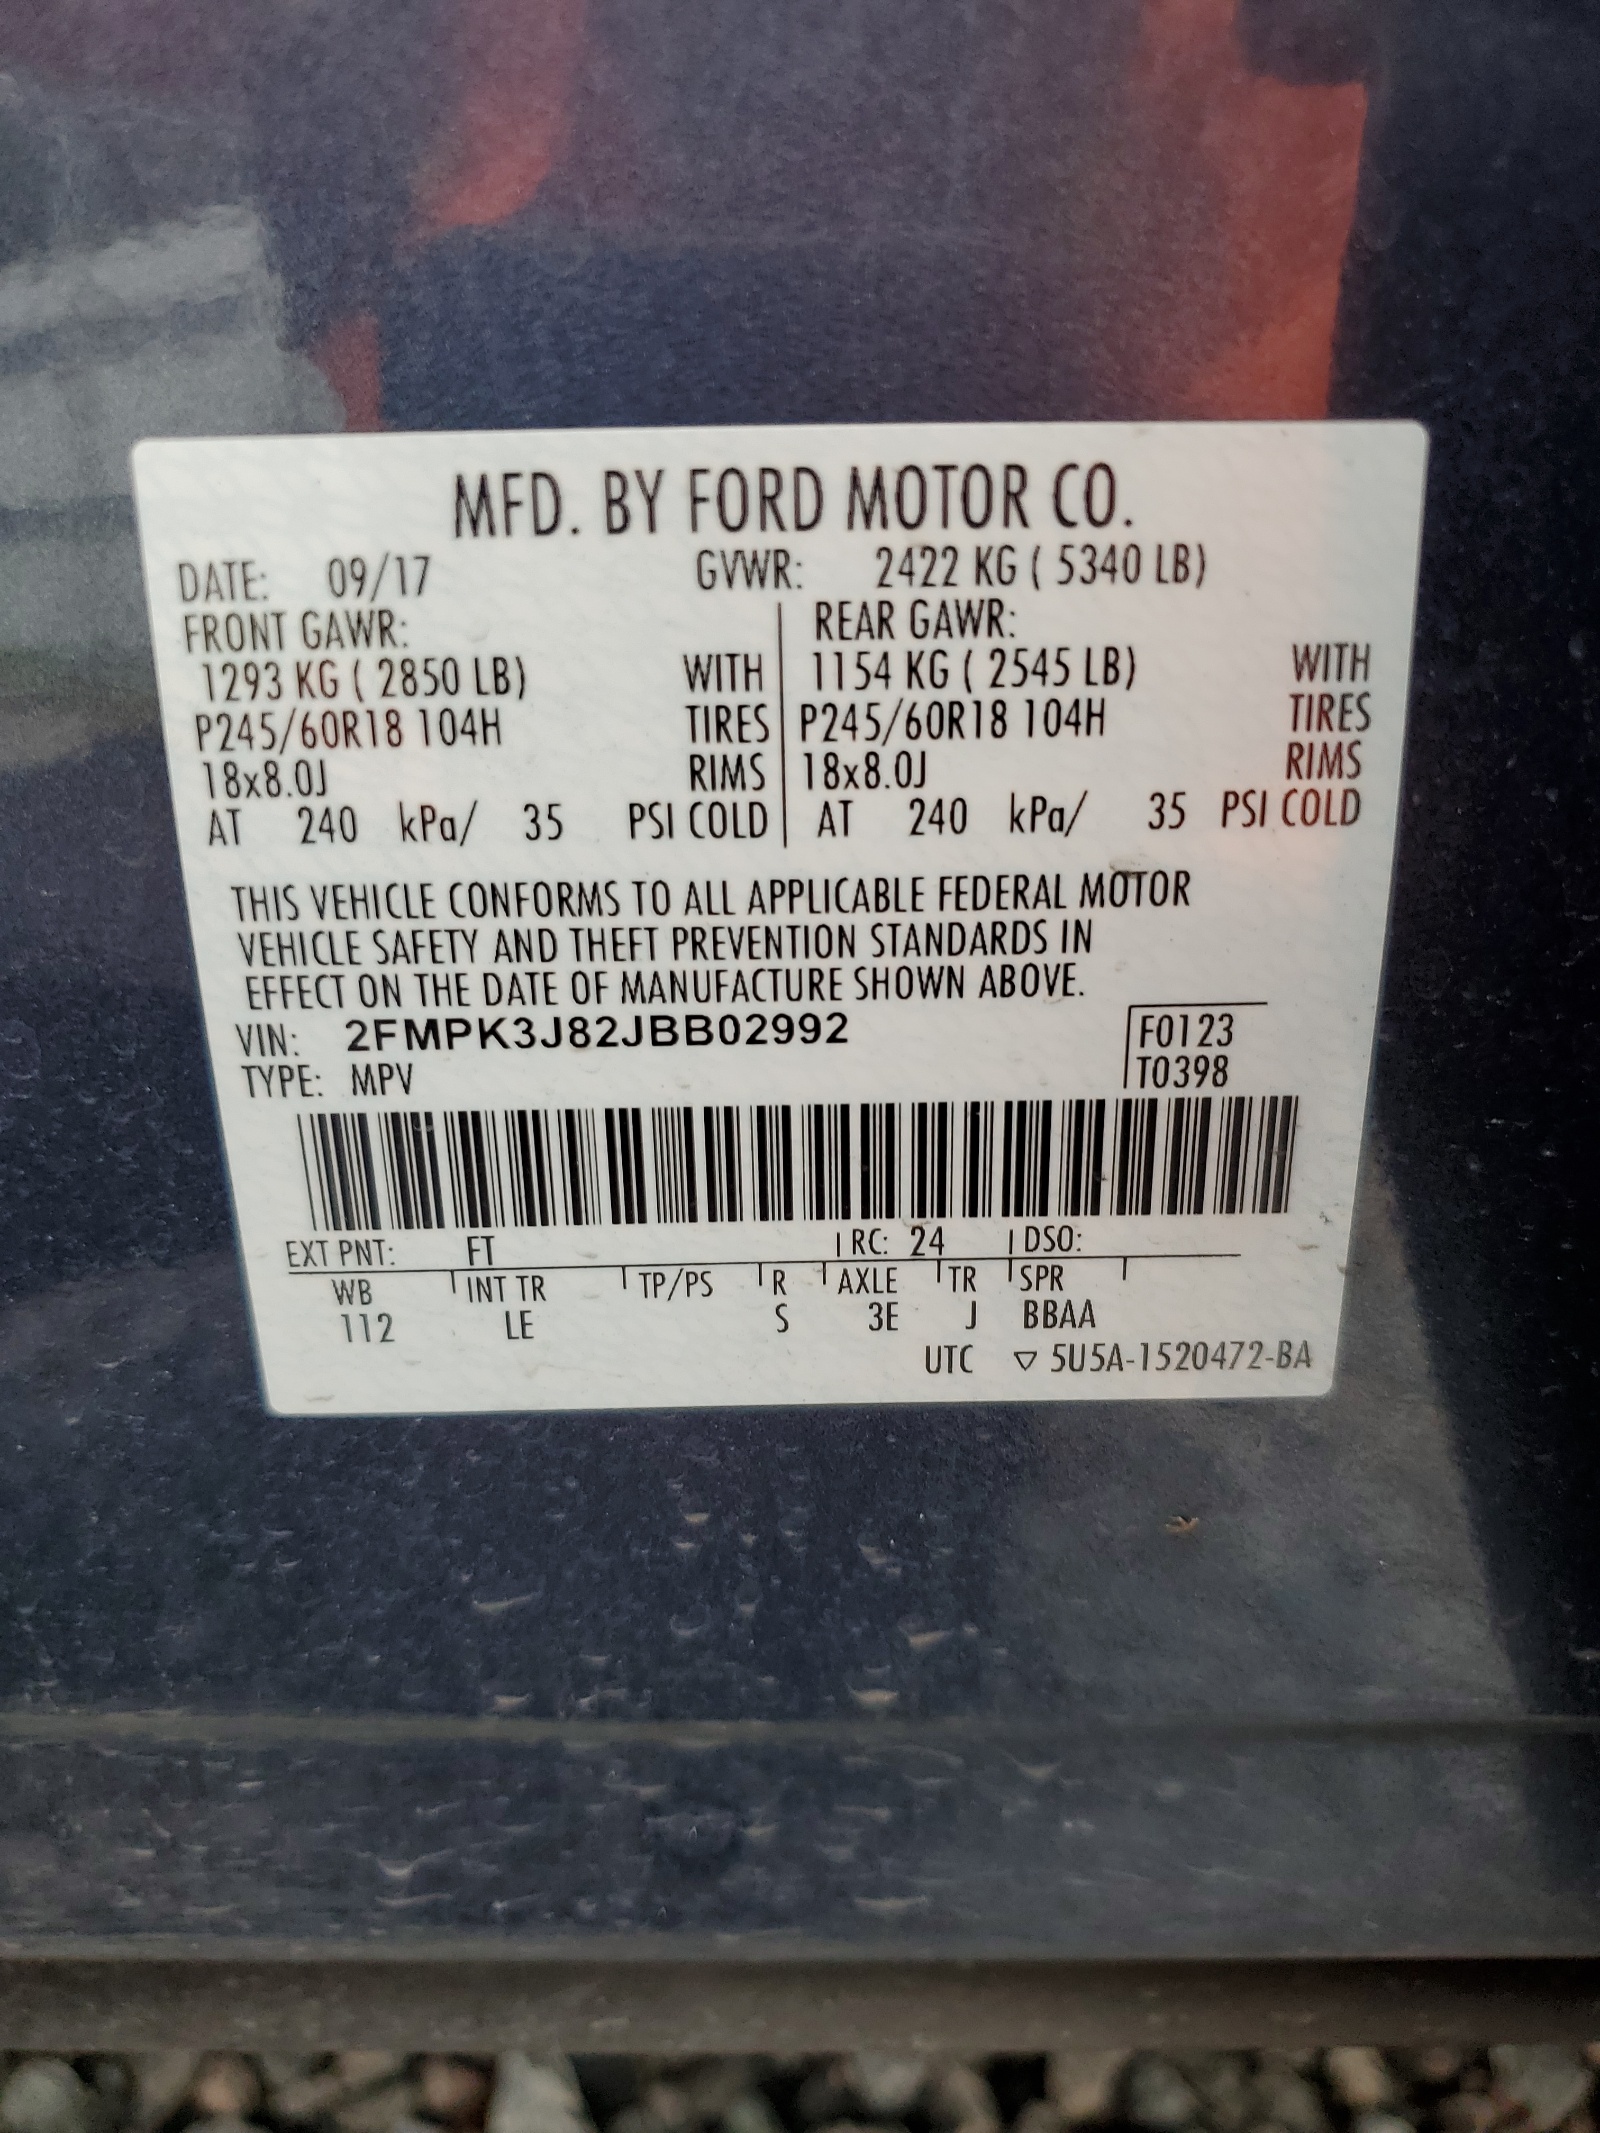 MFD. BY FORD MOTOR CO.
DATE: 09/17 GVWR: 2422 KG ( 5340 LB)
FRONT GAWR: REAR GAWR:
1293 KG ( 2850 LB) WITH 1154 KG ( 2545 LB) WITH
P245/60R18 104H TIRES P245/60R18 104H TIRES
18x8.0J RIMS 18x8.0J RIMS
AT 240 kPa/ 35 PSI COLD AT 240 kPa/ 35 PSI COLD
THIS VEHICLE CONFORMS TO ALL APPLICABLE FEDERAL MOTOR
VEHICLE SAFETY AND THEFT PREVENTION STANDARDS IN
EFFECT ON THE DATE OF MANUFACTURE SHOWN ABOVE.
VIN: 2FMPK3J82JBB02992 F0123
TYPE: MPV T0398
EXT PNT: FT RC: 24 DSO:
WB INT TR TP/PS R AXLE TR SPR
112 LE S 3E J BBAA
UTC ▽ 5U5A-1520472-BA